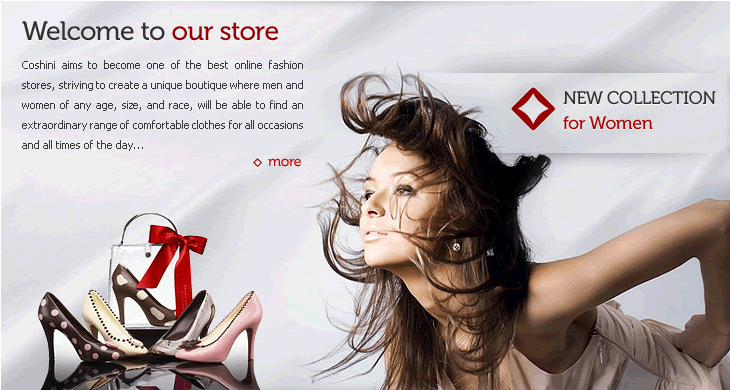 Welcome to our store
Coshini aims to become one of the best online fashion
stores, striving to create a unique boutique where men and
women of any age, size, and race, will be able to find an
extraordinary range of comfortable clothes for all occasions
and all times of the day...
more
NEW COLLECTION
for Women